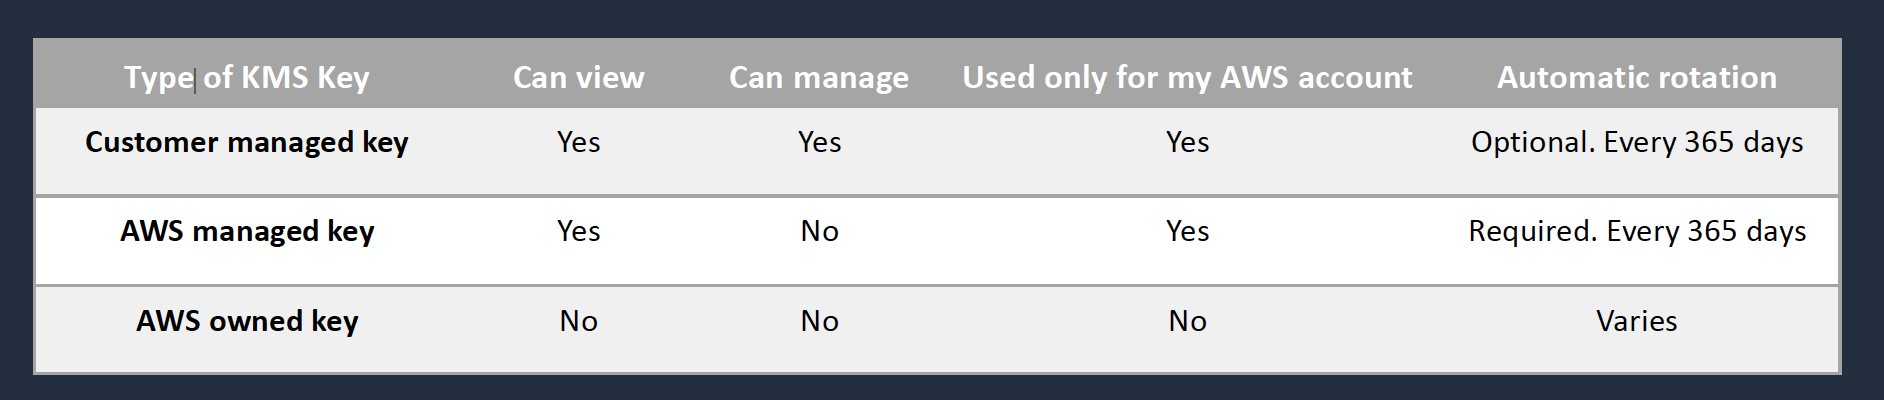 Type of KMS Key Can view Can manage Used only for my AWS account Automatic rotation
Customer managed key Yes Yes Yes Optional. Every 365 days
AWS managed key Yes No Yes Required. Every 365 days
AWS owned key No No No Varies